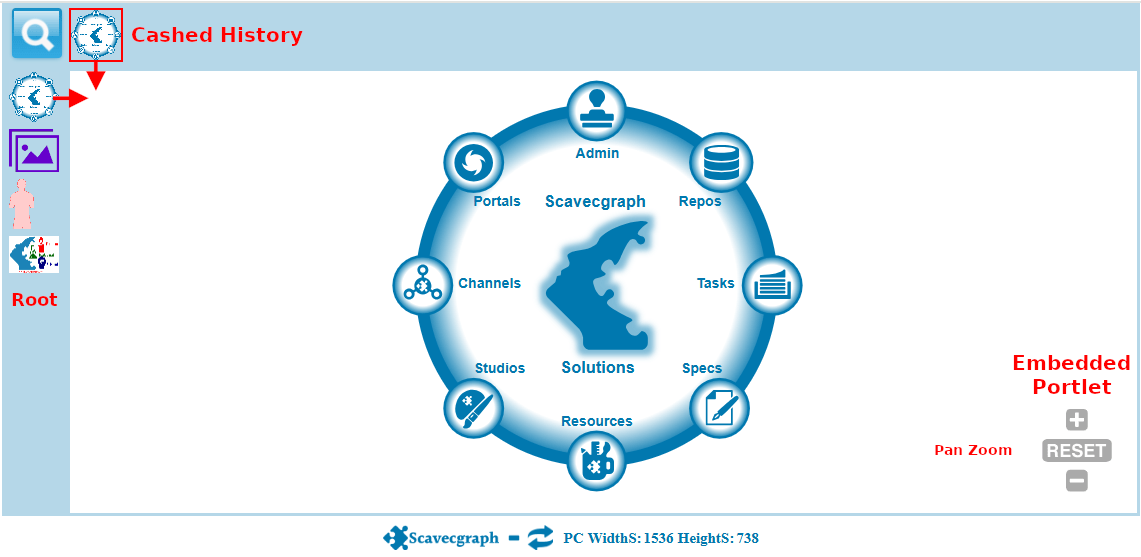 Cashed History
Admin
Portals
Scavecgraph
Repos
Channels
Tasks
Root
Studios
Solutions
Specs
Embedded
Portlet
Resources
Pan Zoom
RESET
Scavecgraph
PC WidthS: 1536 HeightS: 738